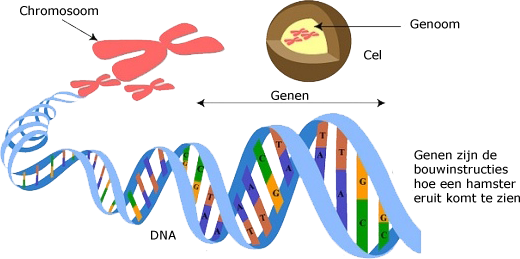 Chromosoom
Genoom
Cel
Genen
Genen zijn de
bouwinstructies
hoe een hamster
eruit komt te zien
DNA